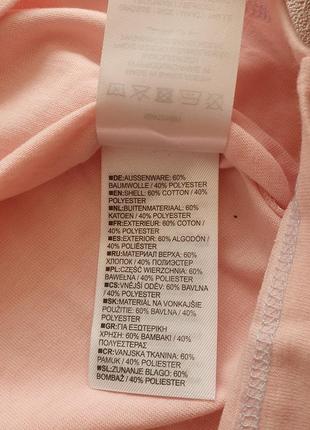 ■DE:AUSSENWARE: 60%
BAUMWOLLE / 40% POLYESTER
■EN:SHELL: 60% COTTON / 40%
POLYESTER
■NL:BUITENMATERIAAL: 60%
KATOEN / 40% POLYESTER
■FR:EXTERIEUR: 60% COTON /
40% POLYESTER
■ES:EXTERIOR: 60% ALGODÓN /
40% POLIÉSTER
■RU:МАТЕРИАЛ ВЕРХА: 60%
ХЛОПОК / 40% ПОЛИЭСТЕР
■PL:CZĘŚĆ WIERZCHNIA: 60%
BAWEŁNA / 40% POLIESTER
■CS:VNĚJŠÍ ODĚV: 60% BAVLNA /
40% POLYESTER
■SK:MATERIÁL NA VONKAJŠIE
POUŽITIE: 60% BAVLNA / 40%
POLYESTER
■GR:ΓΙΑ ΕΞΩΤΕΡΙΚΗ
ΧΡΗΣΗ: 60% ΒΑΜΒΑΚΙ / 40%
ΠΟΛΥΕΣΤΕΡΑΣ
■CR:VANJSKA TKANINA: 60%
PAMUK / 40% POLIESTER
■SL:ZUNANJE BLAGO: 60%
BOMBAŽ / 40% POLIESTER